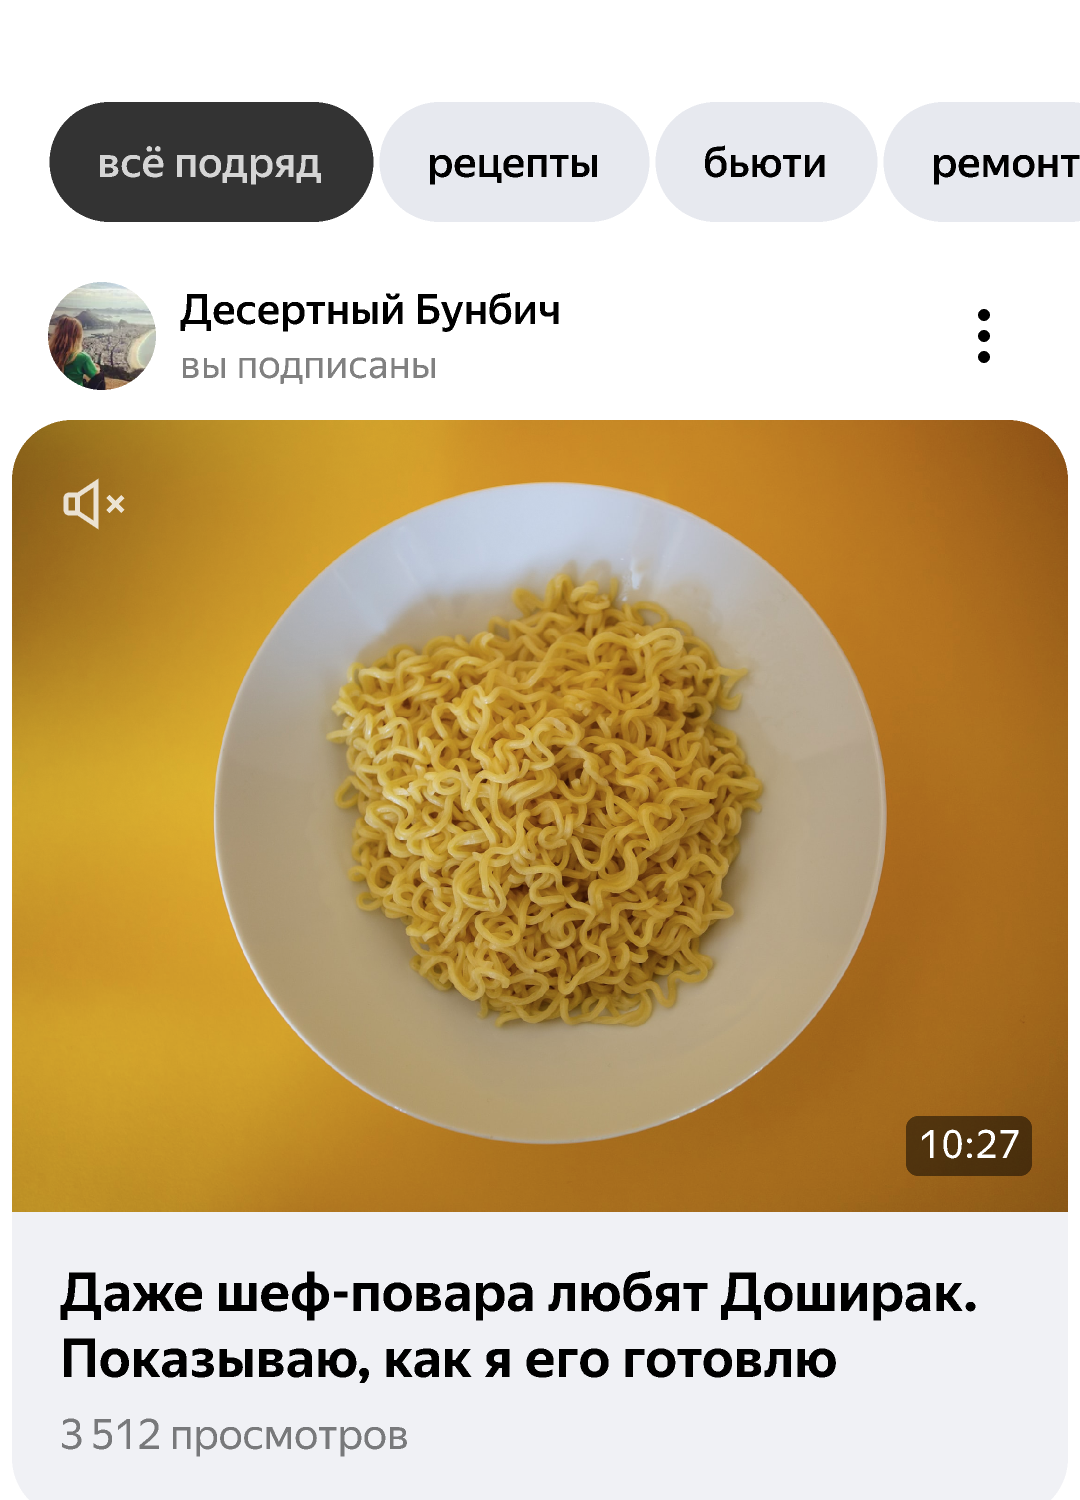 всё подряд рецепты бьюти ремонт
Десертный Бунбич
вы подписаны
10:27
Даже шеф-повара любят Доширак.
Показываю, как я его готовлю
3 512 просмотров